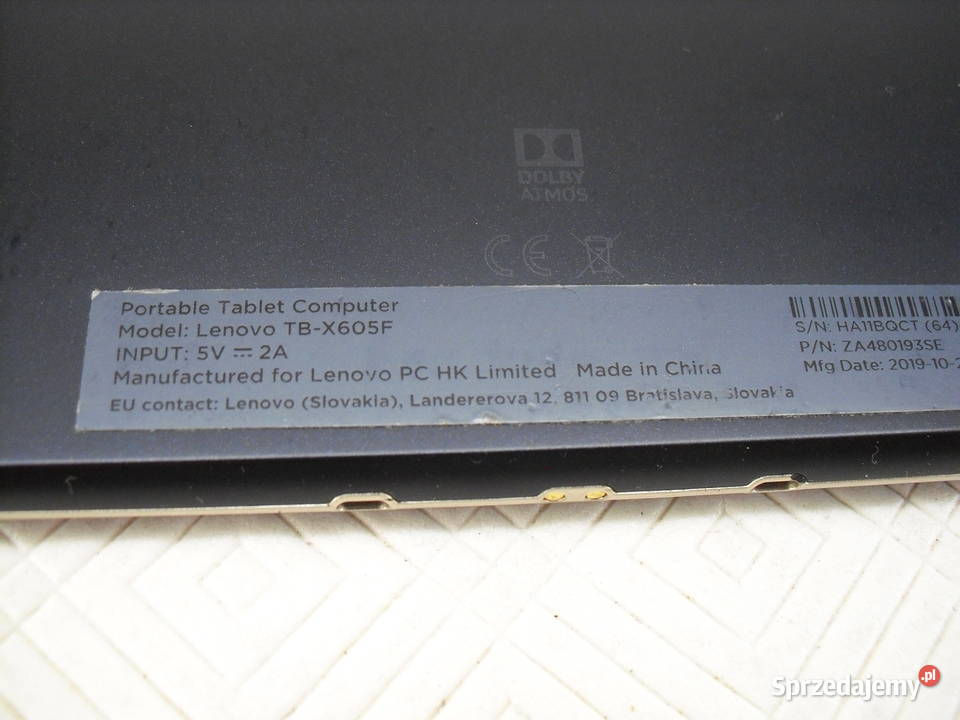 DOLBY
ATMOS
CE
Portable Tablet Computer
Model: Lenovo TB-X605F
INPUT: 5V ⎓ 2A
Manufactured for Lenovo PC HK Limited Made in China
EU contact: Lenovo (Slovakia), Landererova 12, 811 09 Bratislava, Slovakia
S/N: HA11BQCT (64)
P/N: ZA480193SE
Mfg Date: 2019-10-2
Sprzedajemy.pl